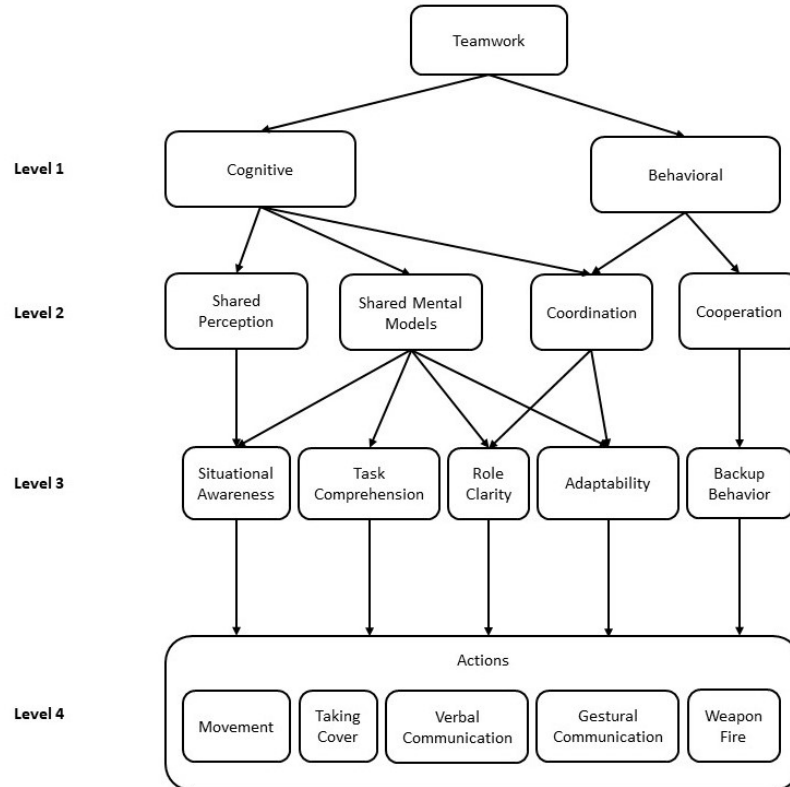 Teamwork
Level 1
Cognitive
Behavioral
Level 2
Shared
Perception
Shared Mental
Models
Coordination
Cooperation
Level 3
Situational
Awareness
Task
Comprehension
Role
Clarity
Adaptability
Backup
Behavior
Actions
Level 4
Movement
Taking
Cover
Verbal
Communication
Gestural
Communication
Weapon
Fire